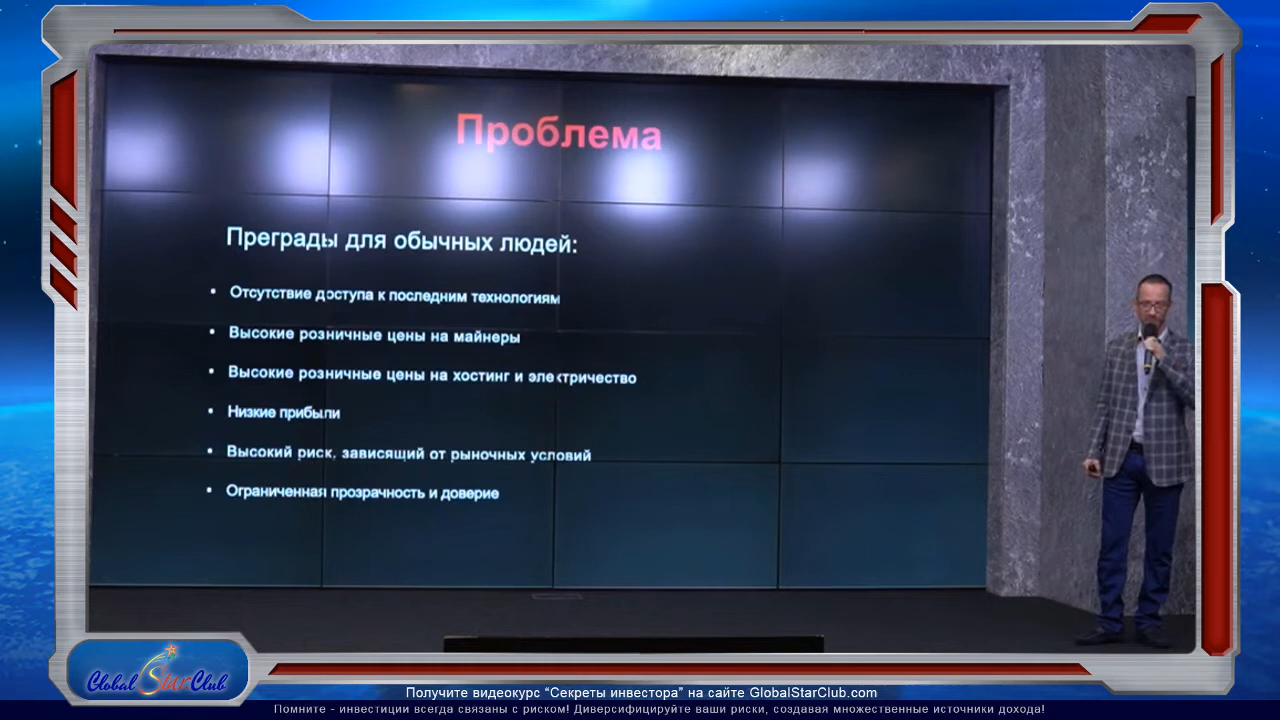 Проблема
Преграды для обычных людей:
• Отсутствие доступа к последним технологиям
• Высокие розничные цены на майнеры
• Высокие розничные цены на хостинг и электричество
• Низкие прибыли
• Высокий риск, зависящий от рыночных условий
• Ограниченная прозрачность и доверие
Global Star Club
Получите видеокурс “Секреты инвестора” на сайте GlobalStarClub.com
Помните - инвестиции всегда связаны с риском! Диверсифицируйте ваши риски, создавая множественные источники дохода!